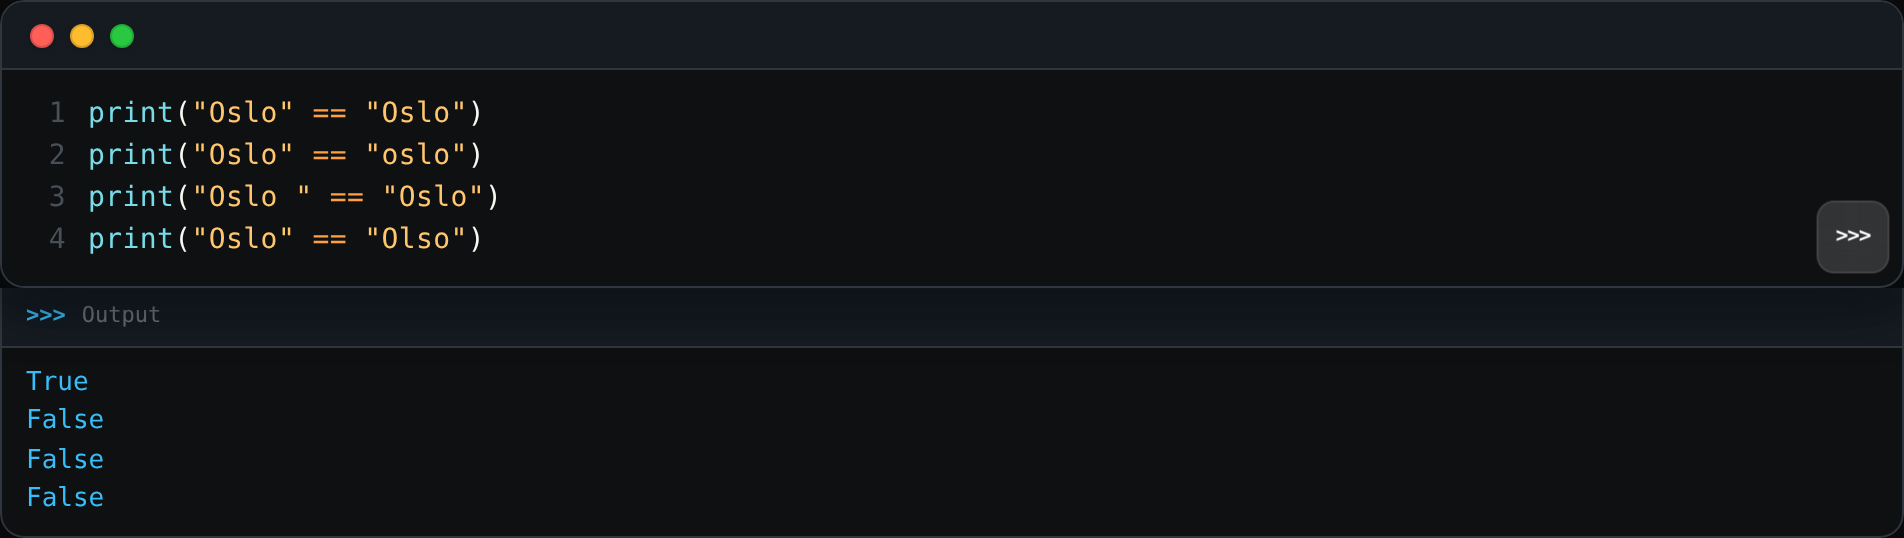 1 print("Oslo" == "Oslo")
2 print("Oslo" == "oslo")
3 print("Oslo " == "Oslo")
4 print("Oslo" == "Olso")
>>>
>>> Output
True
False
False
False